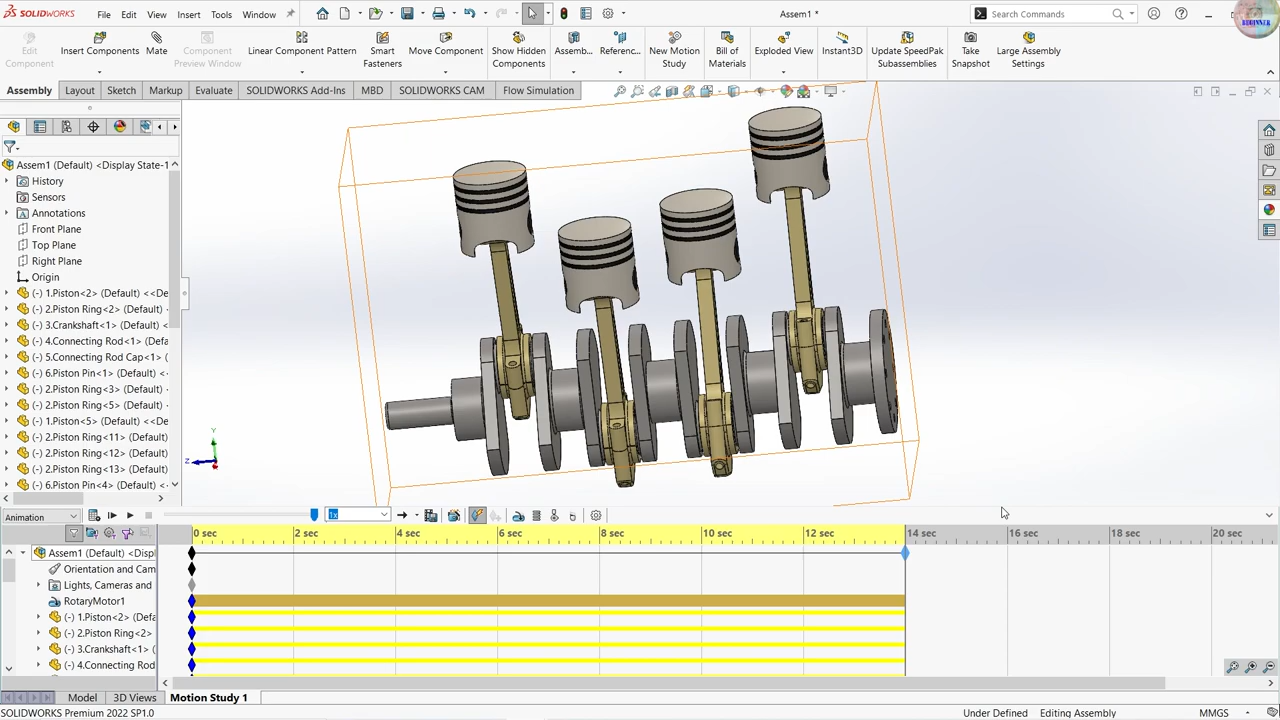 SOLIDWORKS
File
Edit
View
Insert
Tools
Window
Assem1 *
Search Commands
BEGINNER
Edit
Component
Insert Components
Mate
Component
Preview Window
Linear Component Pattern
Smart
Fasteners
Move Component
Show Hidden
Components
Assemb...
Referenc...
New Motion
Study
Bill of
Materials
Exploded View
Instant3D
Update SpeedPak
Subassemblies
Take
Snapshot
Large Assembly
Settings
Assembly
Layout
Sketch
Markup
Evaluate
SOLIDWORKS Add-Ins
MBD
SOLIDWORKS CAM
Flow Simulation
Assem1 (Default) <Display State-1
History
Sensors
Annotations
Front Plane
Top Plane
Right Plane
Origin
(-) 1.Piston<2> (Default) <<De
(-) 2.Piston Ring<2> (Default)
(-) 3.Crankshaft<1> (Default)
(-) 4.Connecting Rod<1> (Def
(-) 5.Connecting Rod Cap<1> (
(-) 6.Piston Pin<1> (Default) <
(-) 2.Piston Ring<3> (Default)
(-) 2.Piston Ring<5> (Default)
(-) 1.Piston<5> (Default) <<De
(-) 2.Piston Ring<11> (Default
(-) 2.Piston Ring<12> (Default
(-) 2.Piston Ring<13> (Default
(-) 6.Piston Pin<4> (Default) <
Y
Z
Animation
1x
0 sec
2 sec
4 sec
6 sec
8 sec
10 sec
12 sec
14 sec
16 sec
18 sec
20 sec
Assem1 (Default) <Displ
Orientation and Cam
Lights, Cameras and
RotaryMotor1
(-) 1.Piston<2> (Defa
(-) 2.Piston Ring<2>
(-) 3.Crankshaft<1> (
(-) 4.Connecting Rod
Model
3D Views
Motion Study 1
SOLIDWORKS Premium 2022 SP1.0
Under Defined
Editing Assembly
MMGS